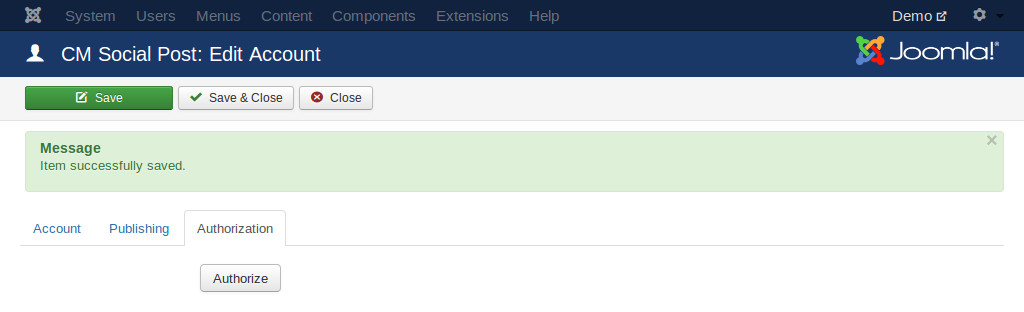 System Users Menus Content Components Extensions Help Demo
CM Social Post: Edit Account Joomla!®
Save Save & Close Close
Message
Item successfully saved.
×
Account Publishing Authorization
Authorize